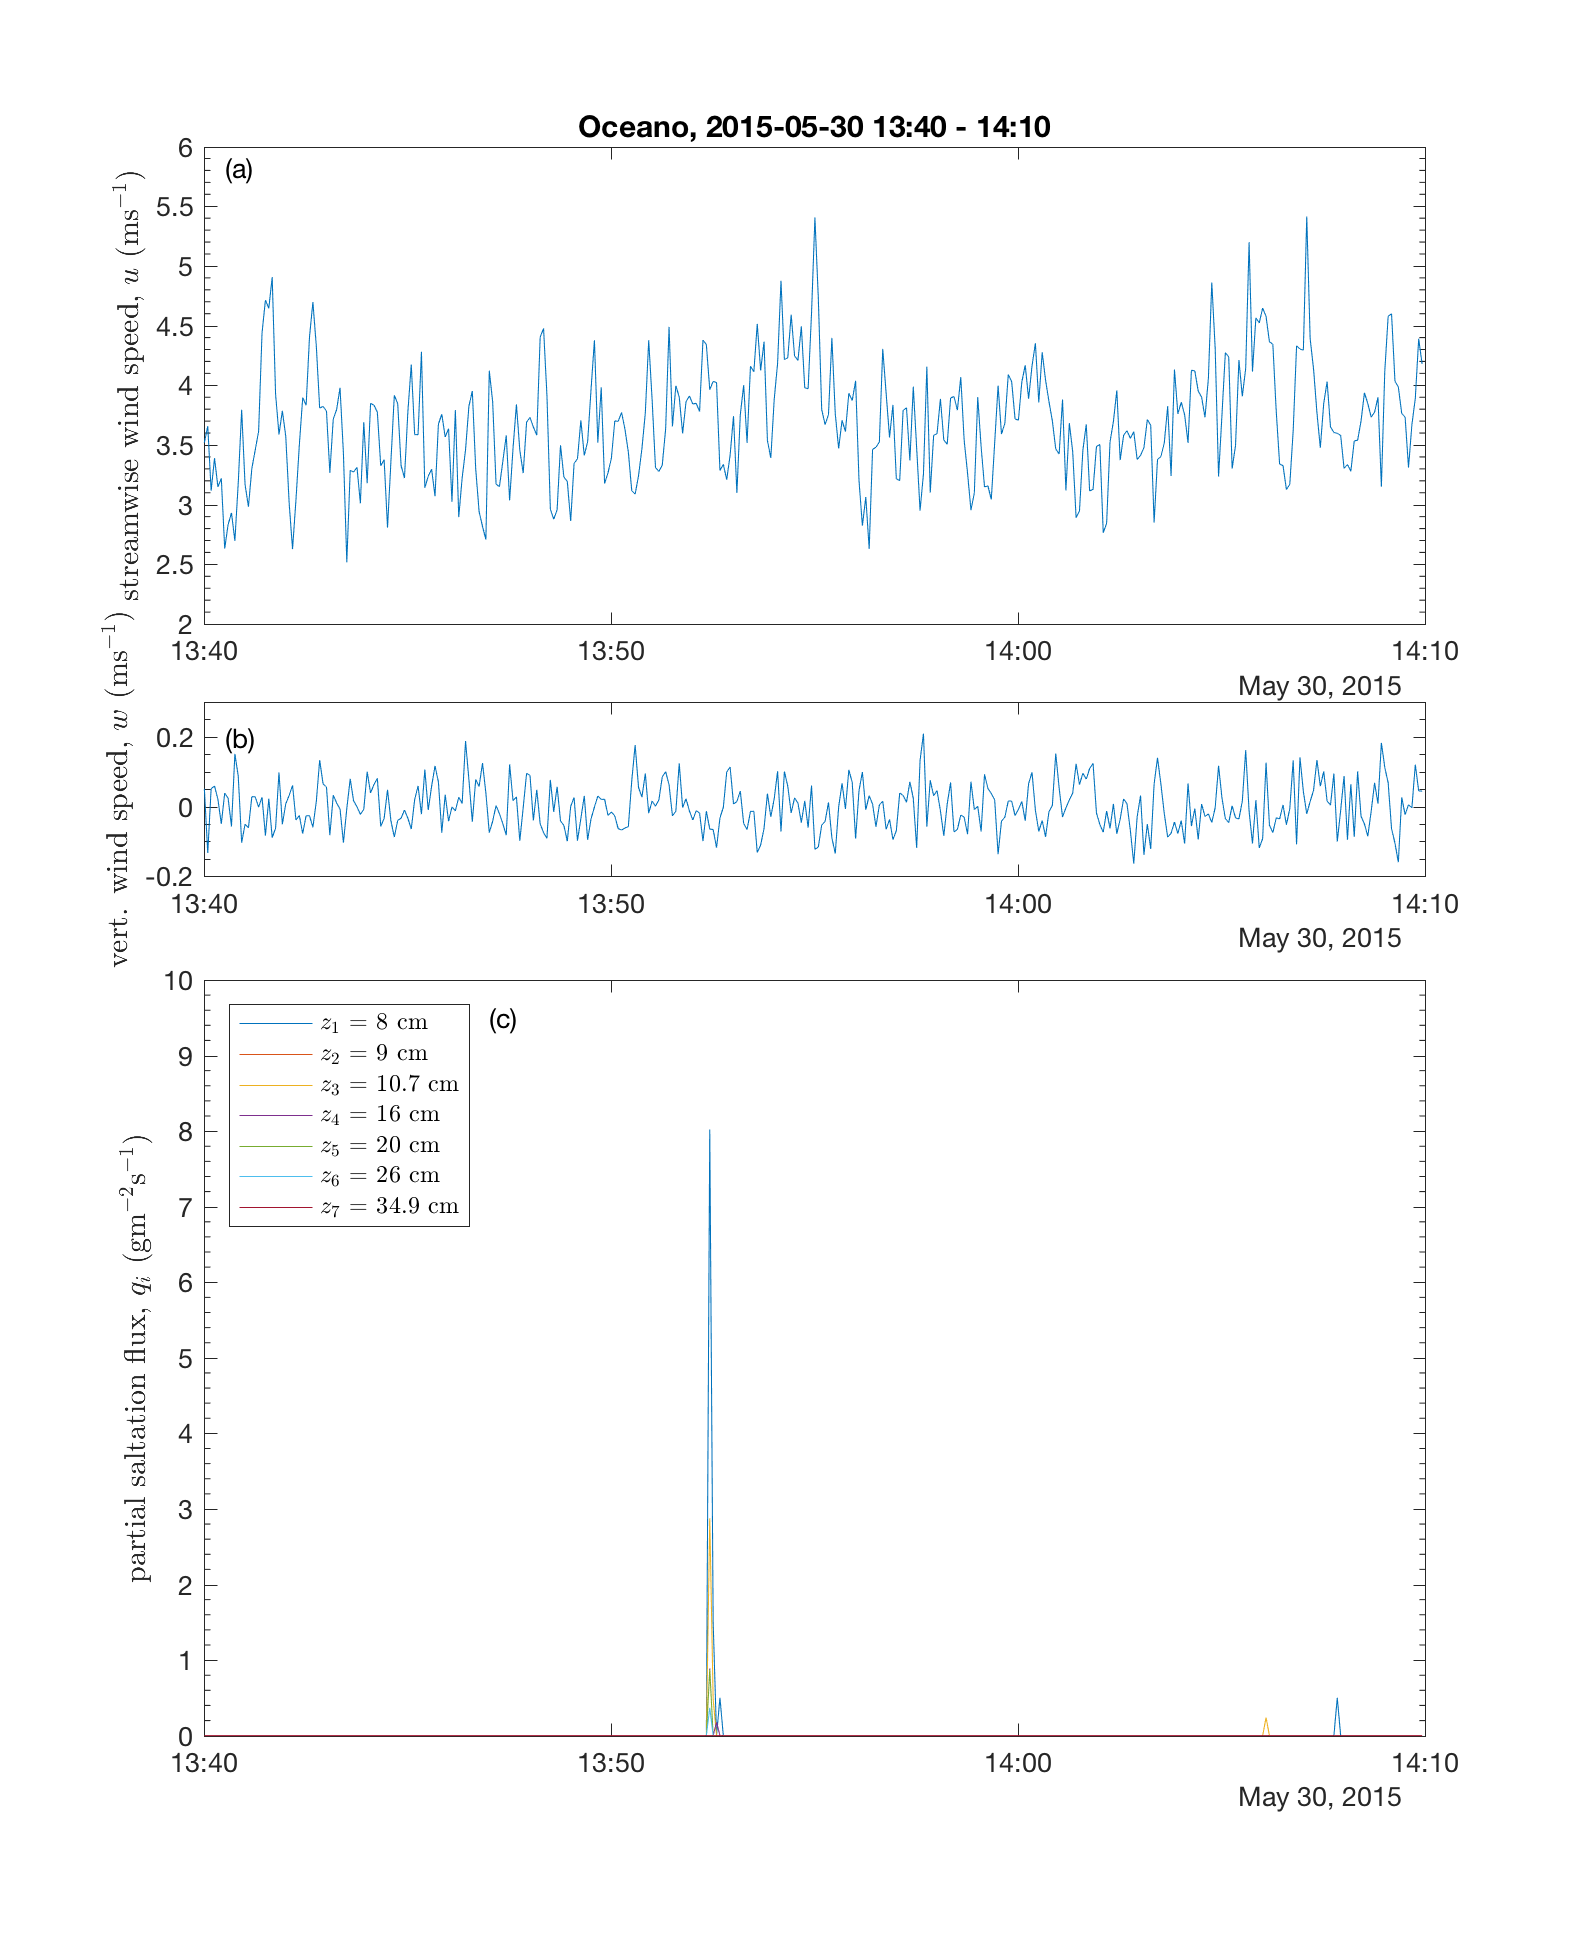 Oceano, 2015-05-30 13:40 - 14:10
(a)
streamwise wind speed, u (ms⁻¹)
6
5.5
5
4.5
4
3.5
3
2.5
2
13:40 13:50 14:00 14:10
May 30, 2015
(b)
vert. wind speed, w (ms⁻¹)
0.2
0
-0.2
13:40 13:50 14:00 14:10
May 30, 2015
(c)
partial saltation flux, qᵢ (gm⁻²s⁻¹)
10
9
8
7
6
5
4
3
2
1
0
z₁ = 8 cm
z₂ = 9 cm
z₃ = 10.7 cm
z₄ = 16 cm
z₅ = 20 cm
z₆ = 26 cm
z₇ = 34.9 cm
13:40 13:50 14:00 14:10
May 30, 2015